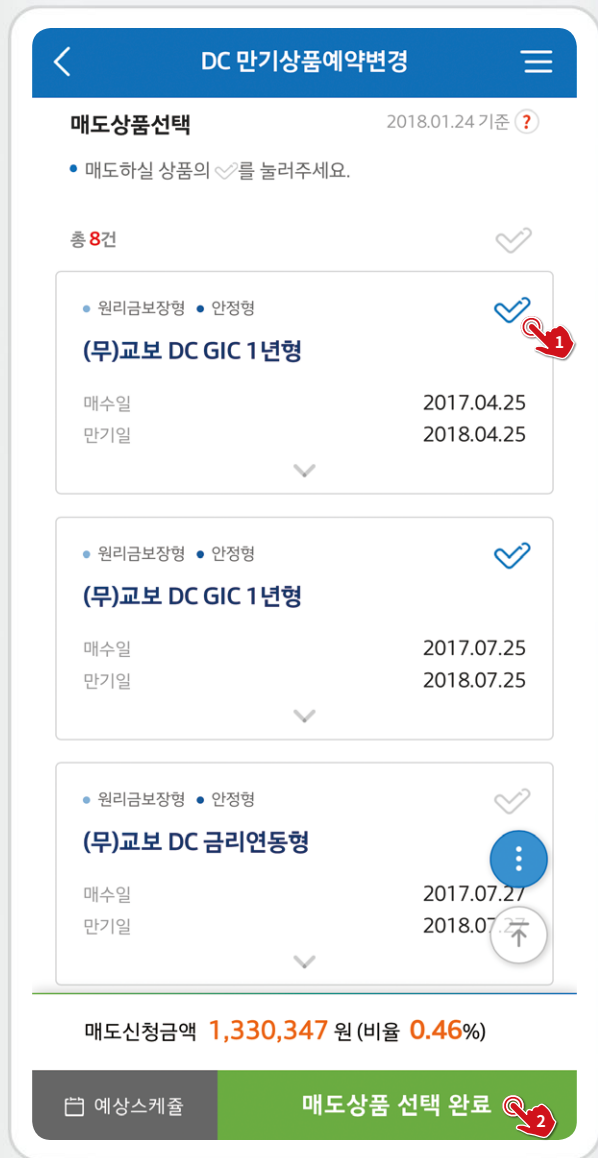 DC 만기상품예약변경
매도상품선택 2018.01.24 기준 ?
• 매도하실 상품의 를 눌러주세요.
총 8건
• 원리금보장형 • 안정형
1
(무)교보 DC GIC 1년형
매수일 2017.04.25
만기일 2018.04.25
• 원리금보장형 • 안정형
(무)교보 DC GIC 1년형
매수일 2017.07.25
만기일 2018.07.25
• 원리금보장형 • 안정형
(무)교보 DC 금리연동형
매수일 2017.07.27
만기일 2018.07.27
매도신청금액 1,330,347 원 (비율 0.46%)
예상스케쥴 매도상품 선택 완료 2